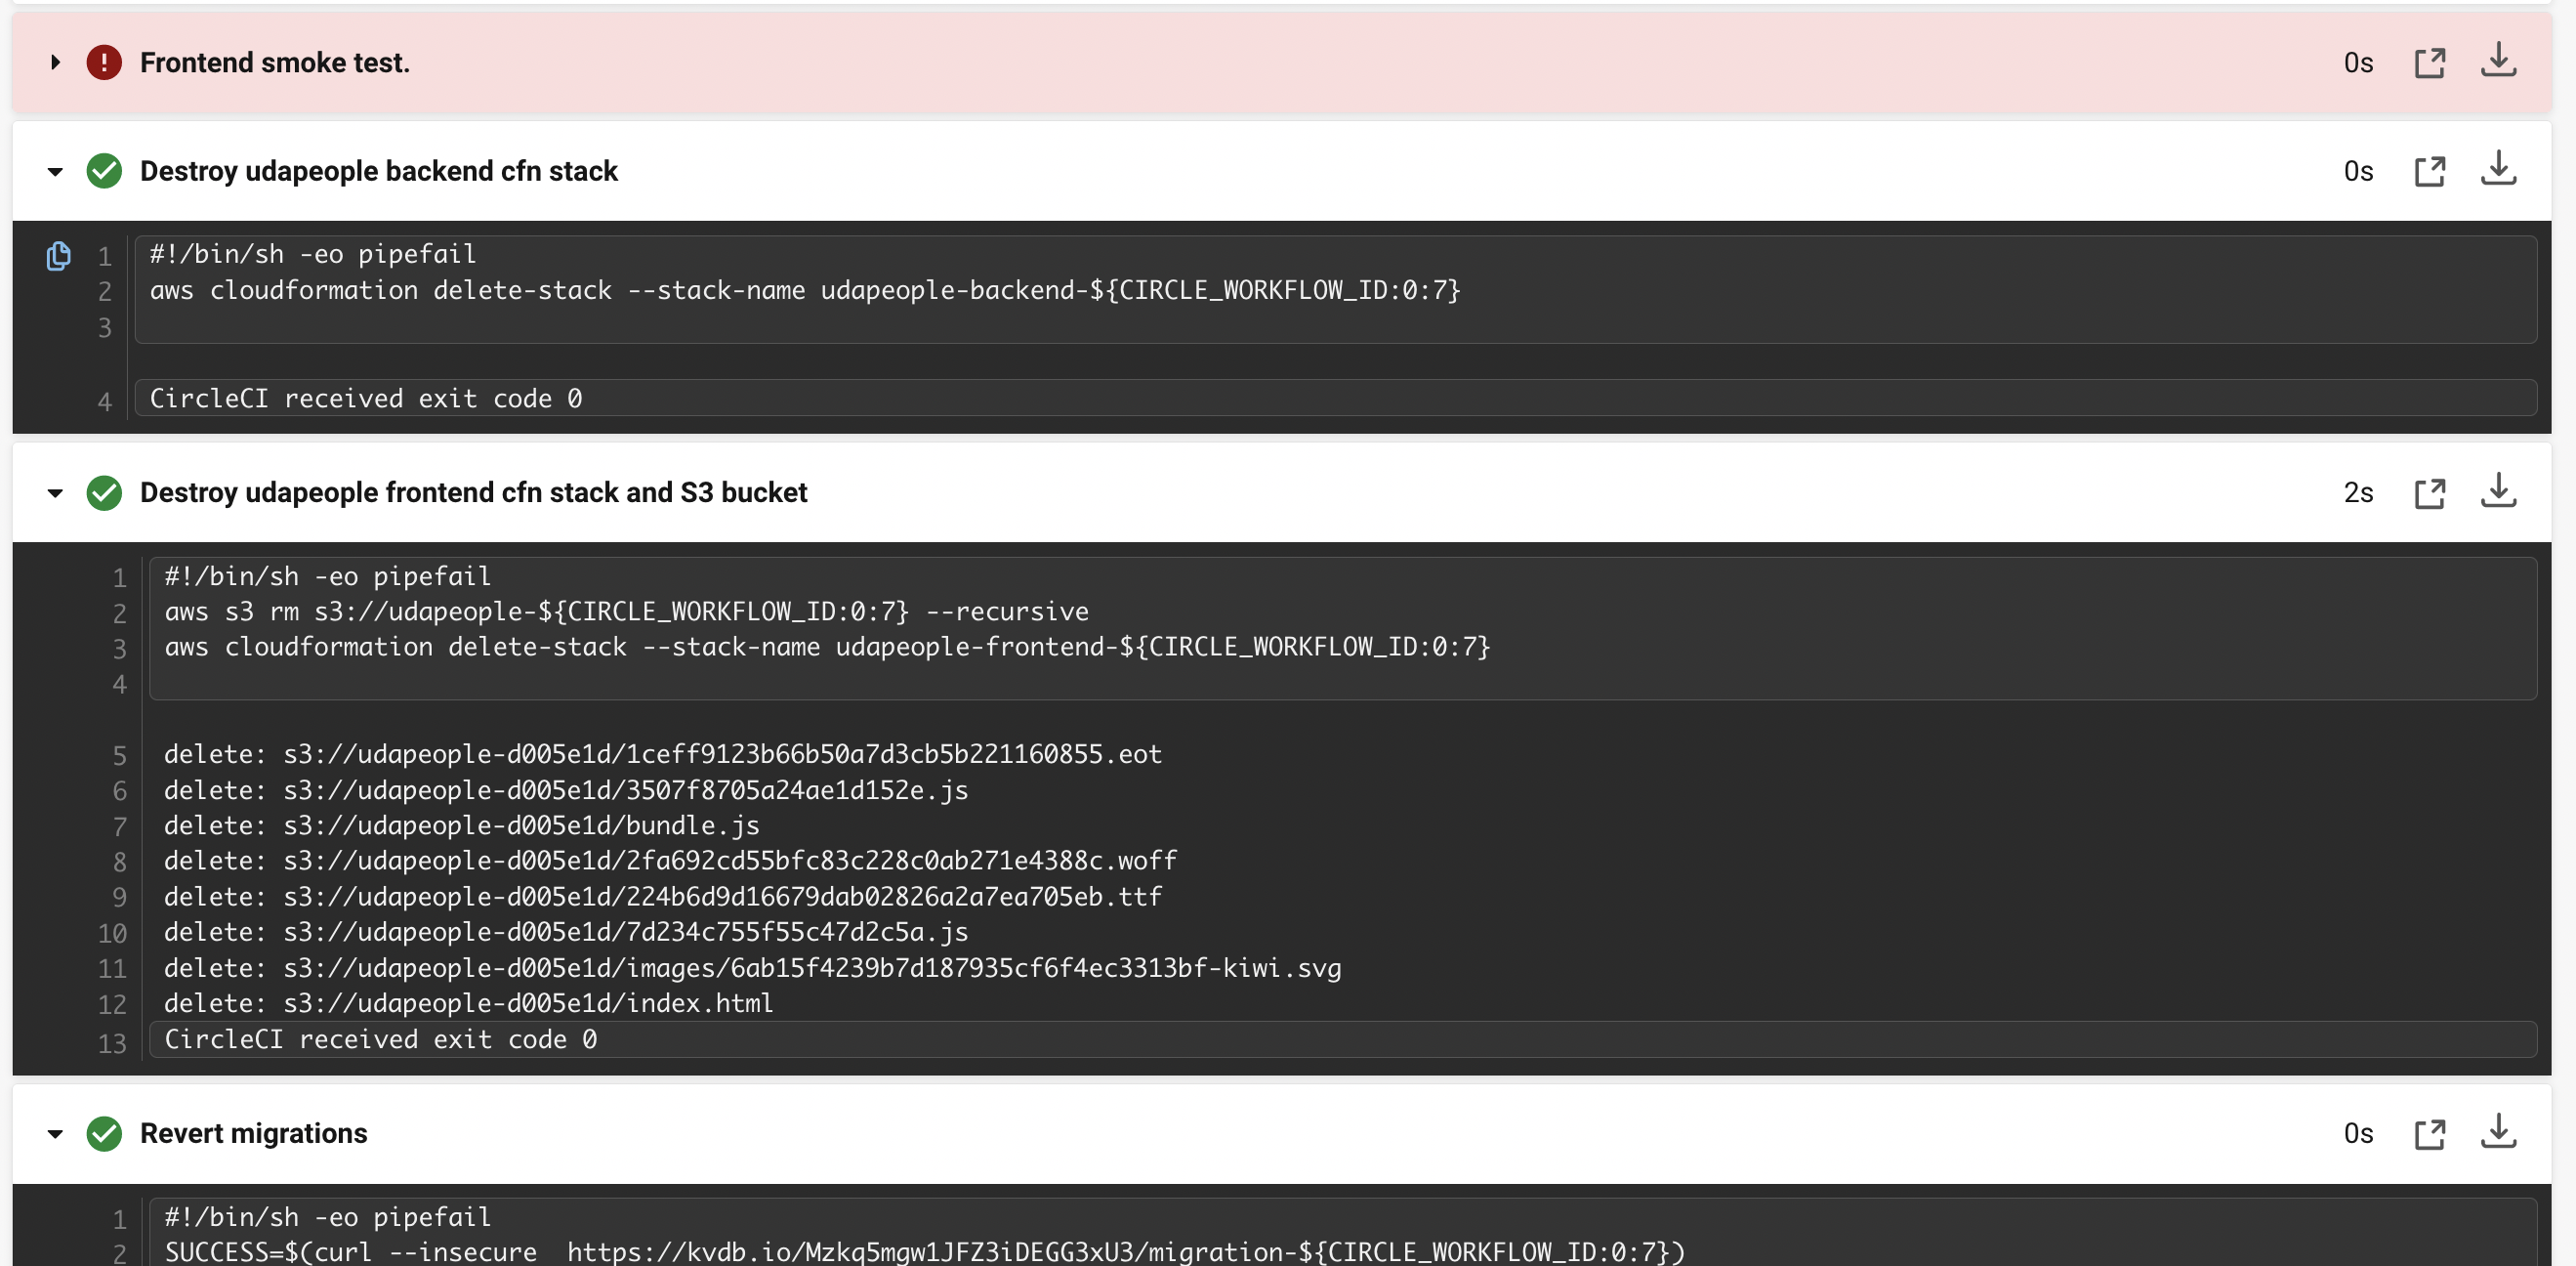 Frontend smoke test.
0s
Destroy udapeople backend cfn stack
0s
1 #!/bin/sh -eo pipefail
2 aws cloudformation delete-stack --stack-name udapeople-backend-${CIRCLE_WORKFLOW_ID:0:7}
3
4 CircleCI received exit code 0
Destroy udapeople frontend cfn stack and S3 bucket
2s
1 #!/bin/sh -eo pipefail
2 aws s3 rm s3://udapeople-${CIRCLE_WORKFLOW_ID:0:7} --recursive
3 aws cloudformation delete-stack --stack-name udapeople-frontend-${CIRCLE_WORKFLOW_ID:0:7}
4
5 delete: s3://udapeople-d005e1d/1ceff9123b66b50a7d3cb5b221160855.eot
6 delete: s3://udapeople-d005e1d/3507f8705a24ae1d152e.js
7 delete: s3://udapeople-d005e1d/bundle.js
8 delete: s3://udapeople-d005e1d/2fa692cd55bfc83c228c0ab271e4388c.woff
9 delete: s3://udapeople-d005e1d/224b6d9d16679dab02826a2a7ea705eb.ttf
10 delete: s3://udapeople-d005e1d/7d234c755f55c47d2c5a.js
11 delete: s3://udapeople-d005e1d/images/6ab15f4239b7d187935cf6f4ec3313bf-kiwi.svg
12 delete: s3://udapeople-d005e1d/index.html
13 CircleCI received exit code 0
Revert migrations
0s
1 #!/bin/sh -eo pipefail
2 SUCCESS=$(curl --insecure  https://kvdb.io/Mzkq5mgw1JFZ3iDEGG3xU3/migration-${CIRCLE_WORKFLOW_ID:0:7})